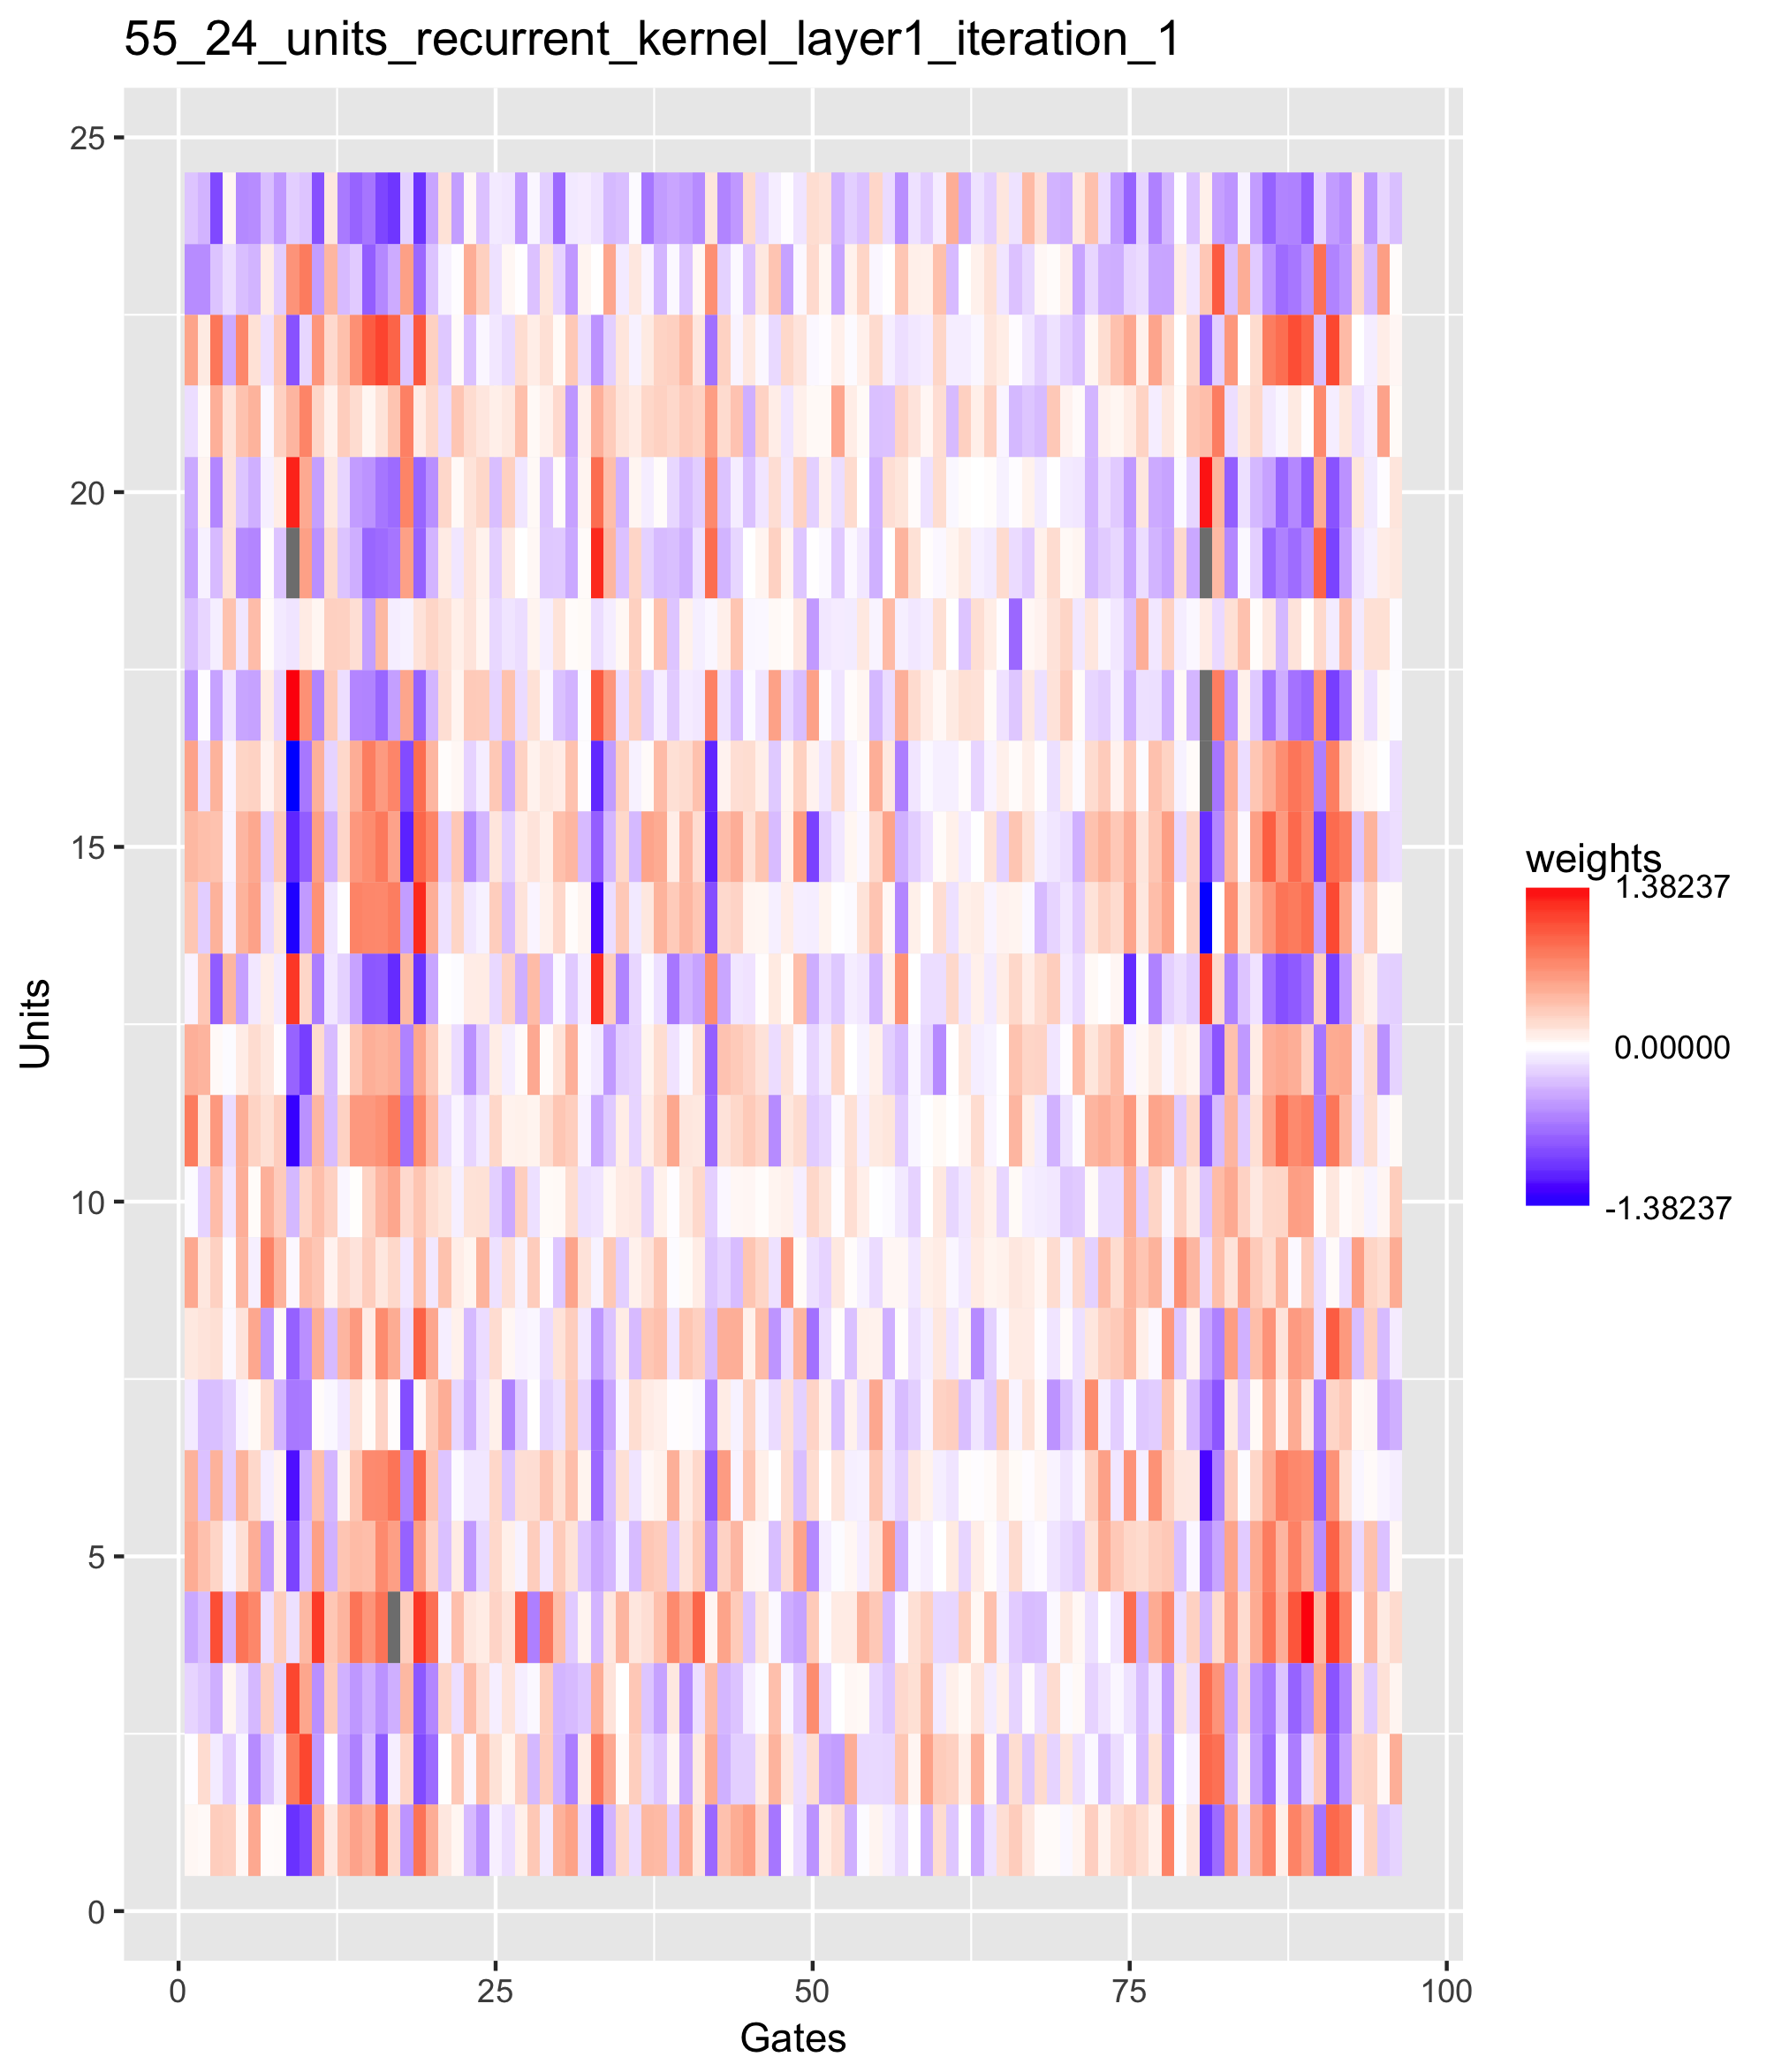 55_24_units_recurrent_kernel_layer1_iteration_1
25
20
15
10
5
0
Units
0 25 50 75 100
Gates
weights
1.38237
0.00000
-1.38237